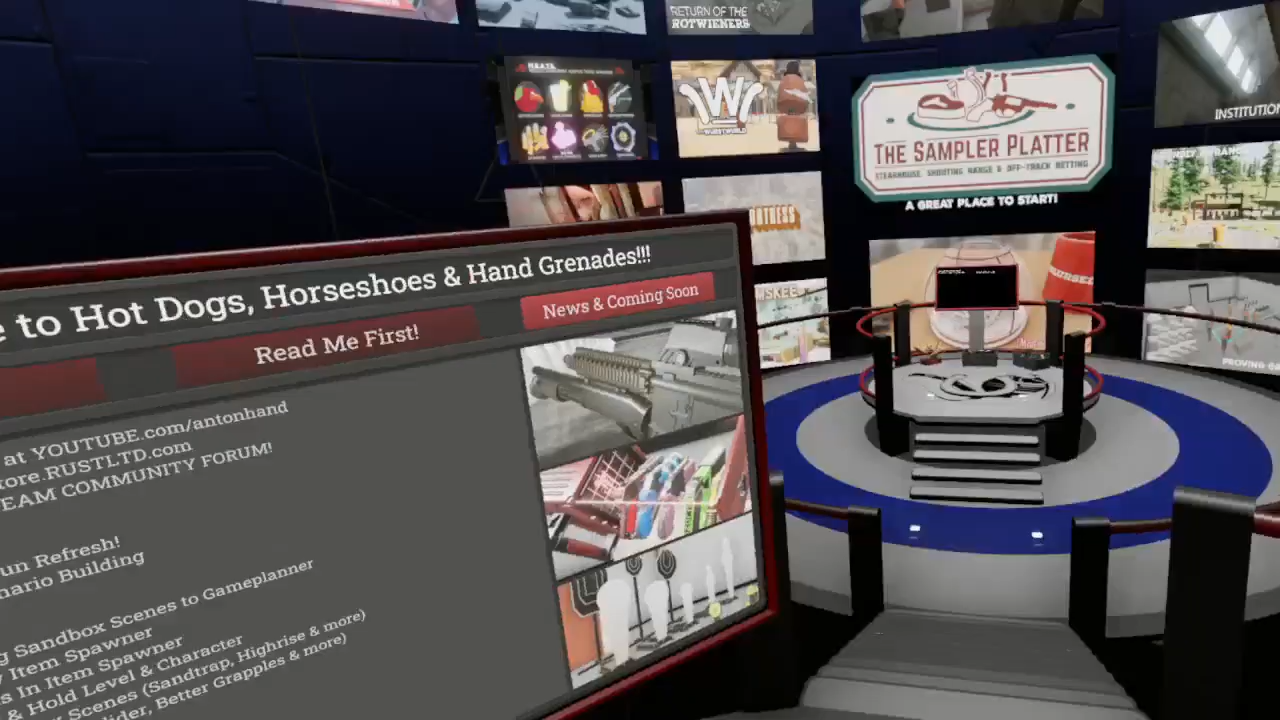 RETURN OF THE
ROTWIENERS
M.E.A.T.S.
W
WURSTWORLD
THE SAMPLER PLATTER
STEAKHOUSE, SHOOTING RANGE & OFF-TRACK BETTING
A GREAT PLACE TO START!
INSTITUTION
e to Hot Dogs, Horseshoes & Hand Grenades!!!
Read Me First!
News & Coming Soon
at YOUTUBE.com/antonhand
tore.RUSTLTD.com
EAM COMMUNITY FORUM!
un Refresh!
nario Building
g Sandbox Scenes to Gameplanner
Item Spawner
s In Item Spawner
& Hold Level & Character
Scenes (Sandtrap, Highrise & more)
lider, Better Grapples & more)
PROVING